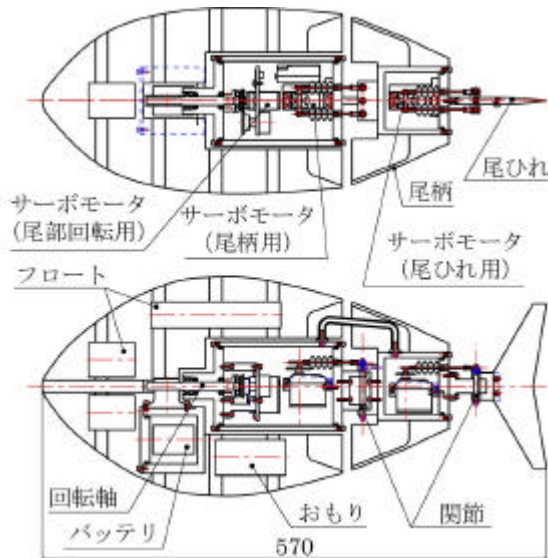 尾ひれ
サーボモータ
(尾部回転用)
サーボモータ
(尾柄用)
尾柄
サーボモータ
(尾ひれ用)
フロート
回転軸
バッテリ
おもり
関節
570